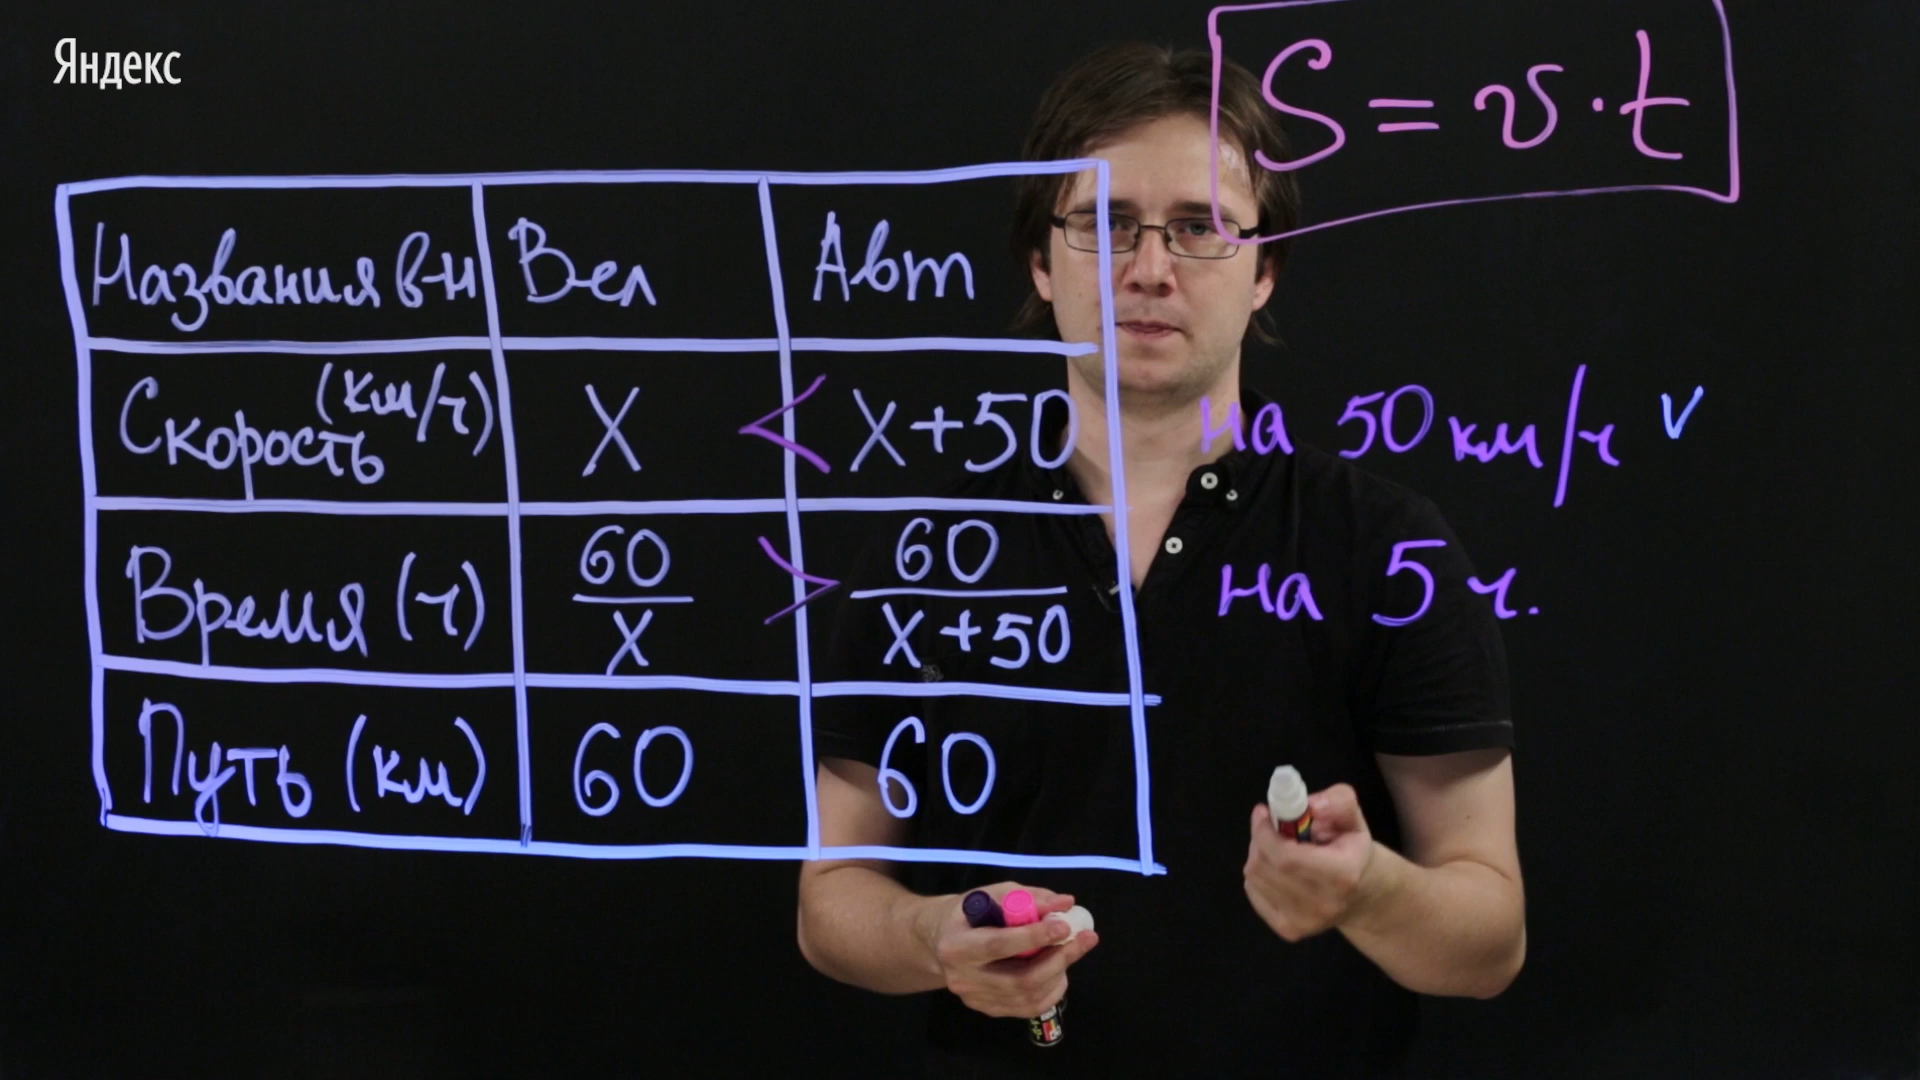 Яндекс
S = v · t
Названия в-н Вел Авт
Скорость (км/ч) X < X+50 на 50 км/ч v
Время (ч) 60/X > 60/X+50 на 5 ч.
Путь (км) 60 60